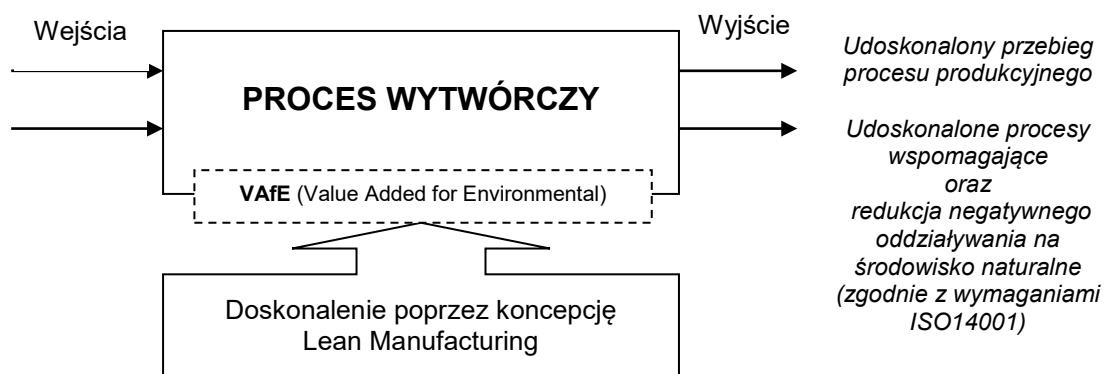 Wejścia
PROCES WYTWÓRCZY
VAfE (Value Added for Environmental)
Doskonalenie poprzez koncepcję
Lean Manufacturing
Wyjście
Udoskonalony przebieg
procesu produkcyjnego
Udoskonalone procesy
wspomagające
oraz
redukcja negatywnego
oddziaływania na
środowisko naturalne
(zgodnie z wymaganiami
ISO14001)